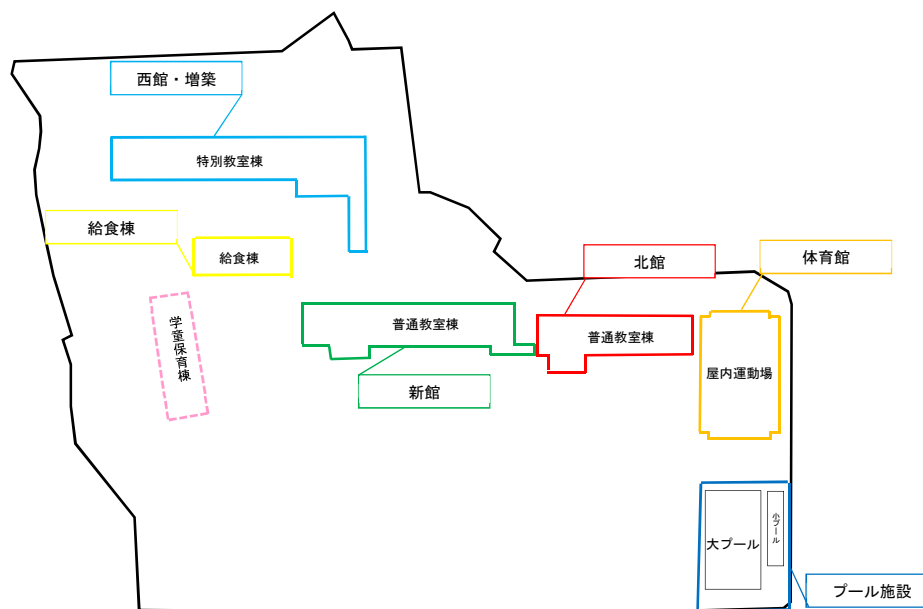 西館・増築
特別教室棟
給食棟
給食棟
北館
体育館
学童保育棟
普通教室棟
普通教室棟
屋内運動場
新館
大プール
小プール
プール施設